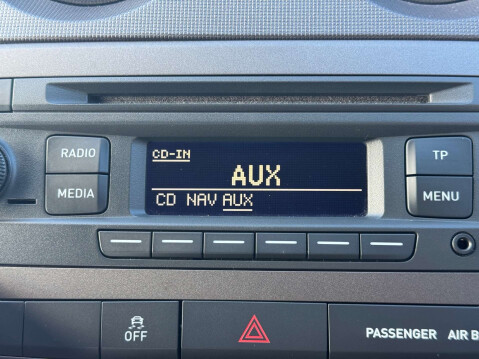 RADIO
MEDIA
CD-IN
AUX
CD NAV AUX
TP
MENU
OFF
PASSENGER AIR B